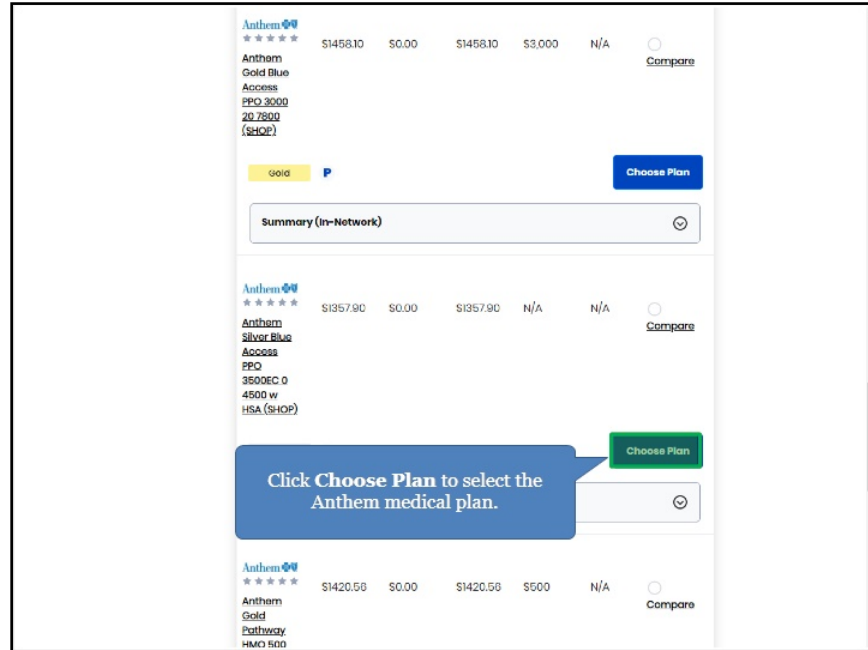 Anthem
Anthem
Gold Blue
Access
PPO 3000
20 7800
(SHOP)
$1458.10 $0.00 $1458.10 $3,000 N/A
Compare
Gold P Choose Plan
Summary (In-Network)
Anthem
Anthem
Silver Blue
Access
PPO
3500EC 0
4500 w
HSA (SHOP)
$1357.90 $0.00 $1357.90 N/A N/A
Compare
Choose Plan
Click Choose Plan to select the
Anthem medical plan.
Anthem
Anthem
Gold
Pathway
HMO 500
$1420.56 $0.00 $1420.56 $500 N/A
Compare